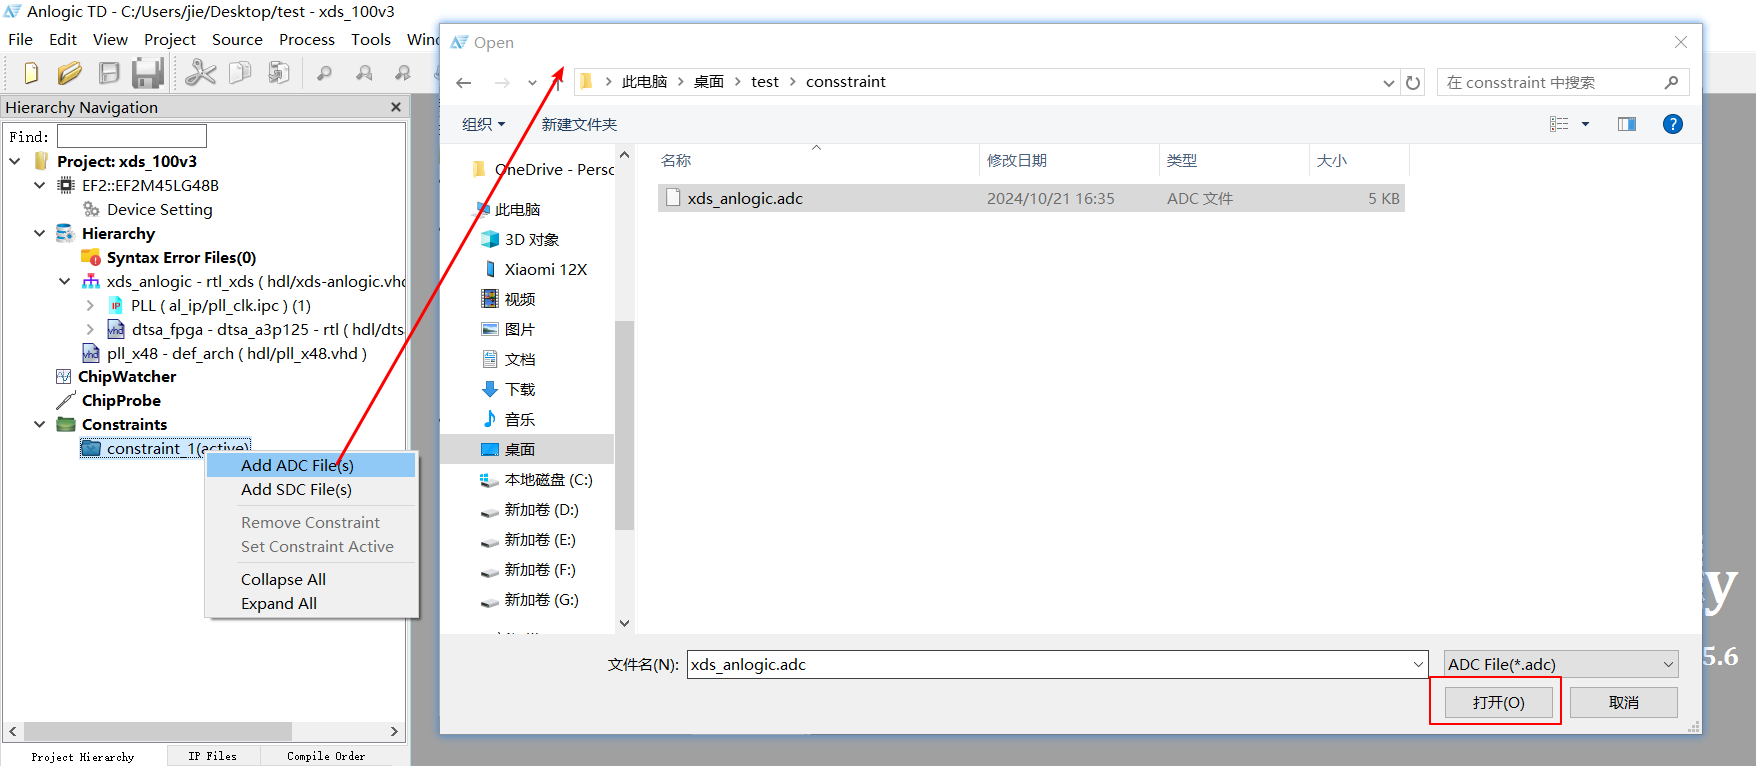 Anlogic TD - C:/Users/jie/Desktop/test - xds_100v3
File Edit View Project Source Process Tools
Hierarchy Navigation
Find:
Project: xds_100v3
EF2::EF2M45LG48B
Device Setting
Hierarchy
Syntax Error Files(0)
xds_anlogic - rtl_xds ( hdl/xds-anlogic.vhd
PLL ( al_ip/pll_clk.ipc ) (1)
dtsa_fpga - dtsa_a3p125 - rtl ( hdl/dtsa
pll_x48 - def_arch ( hdl/pll_x48.vhd )
ChipWatcher
ChipProbe
Constraints
constraint_1(active)
Add ADC File(s)
Add SDC File(s)
Remove Constraint
Set Constraint Active
Collapse All
Expand All
Project Hierarchy IP Files Compile Order
Open
此电脑 > 桌面 > test > consstraint
在 consstraint 中搜索
组织 新建文件夹
名称 修改日期 类型 大小
xds_anlogic.adc 2024/10/21 16:35 ADC 文件 5 KB
OneDrive - Persc
此电脑
3D 对象
Xiaomi 12X
视频
图片
文档
下载
音乐
桌面
本地磁盘 (C:)
新加卷 (D:)
新加卷 (E:)
新加卷 (F:)
新加卷 (G:)
文件名(N): xds_anlogic.adc ADC File(*.adc)
打开(O) 取消
y
5.6